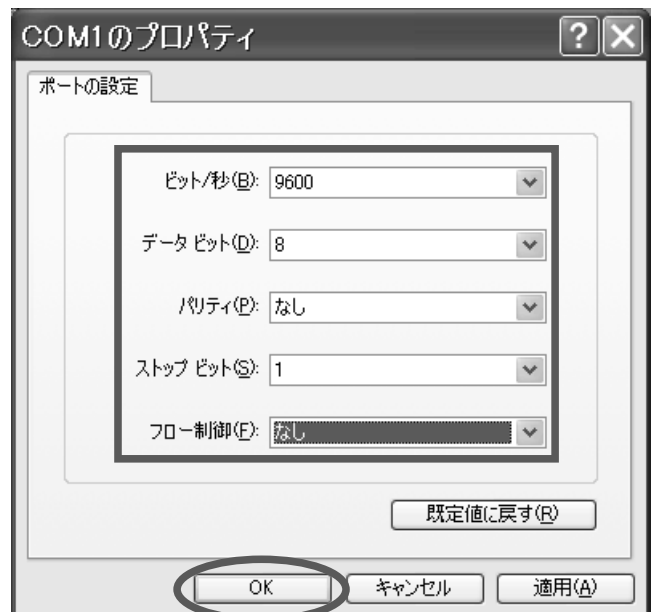 COM1のプロパティ
ポートの設定
ビット/秒(B): 9600
データ ビット(D): 8
パリティ(P): なし
ストップ ビット(S): 1
フロー制御(F): なし
既定値に戻す(R)
OK キャンセル 適用(A)